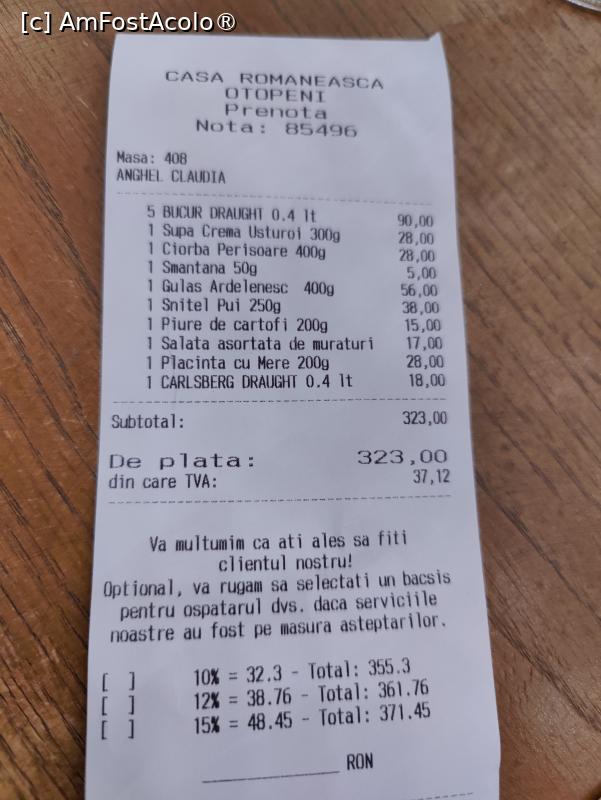 [c] AmFostAcolo®
CASA ROMANEASCA
OTOPENI
Prenota
Nota: 85496
Masa: 408
ANGHEL CLAUDIA
5 BUCUR DRAUGHT 0.4 lt 90,00
1 Supa Crema Usturoi 300g 28,00
1 Ciorba Perisoare 400g 28,00
1 Smantana 50g 5,00
1 Gulas Ardelenesc 400g 56,00
1 Snitel Pui 250g 38,00
1 Piure de cartofi 200g 15,00
1 Salata asortata de muraturi 17,00
1 Placinta cu Mere 200g 28,00
1 CARLSBERG DRAUGHT 0.4 lt 18,00
Subtotal: 323,00
De plata: 323,00
din care TVA: 37,12
Va multumim ca ati ales sa fiti
clientul nostru!
Optional, va rugam sa selectati un bacsis
pentru ospatarul dvs. daca serviciile
noastre au fost pe masura asteptarilor.
[ ] 10% = 32.3 - Total: 355.3
[ ] 12% = 38.76 - Total: 361.76
[ ] 15% = 48.45 - Total: 371.45
RON